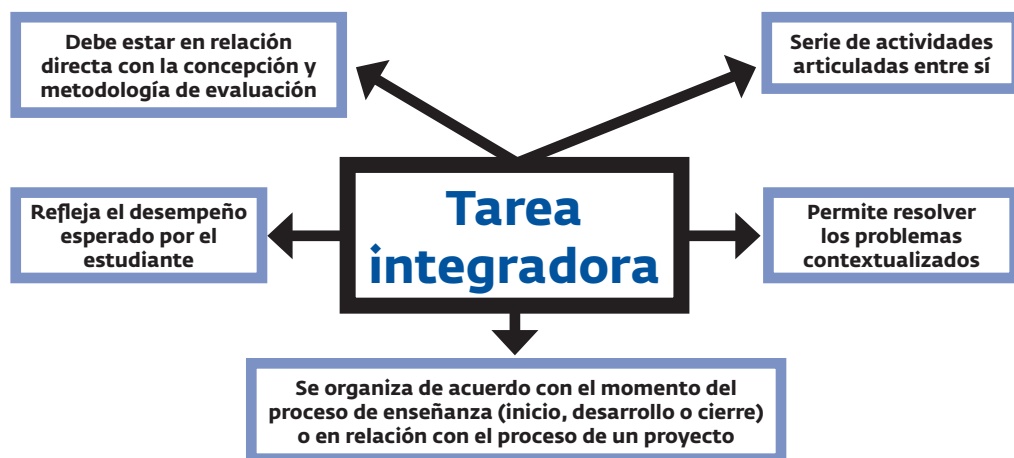 Debe estar en relación
directa con la concepción y
metodología de evaluación
Serie de actividades
articuladas entre sí
Tarea
integradora
Refleja el desempeño
esperado por el
estudiante
Permite resolver
los problemas
contextualizados
Se organiza de acuerdo con el momento del
proceso de enseñanza (inicio, desarrollo o cierre)
o en relación con el proceso de un proyecto